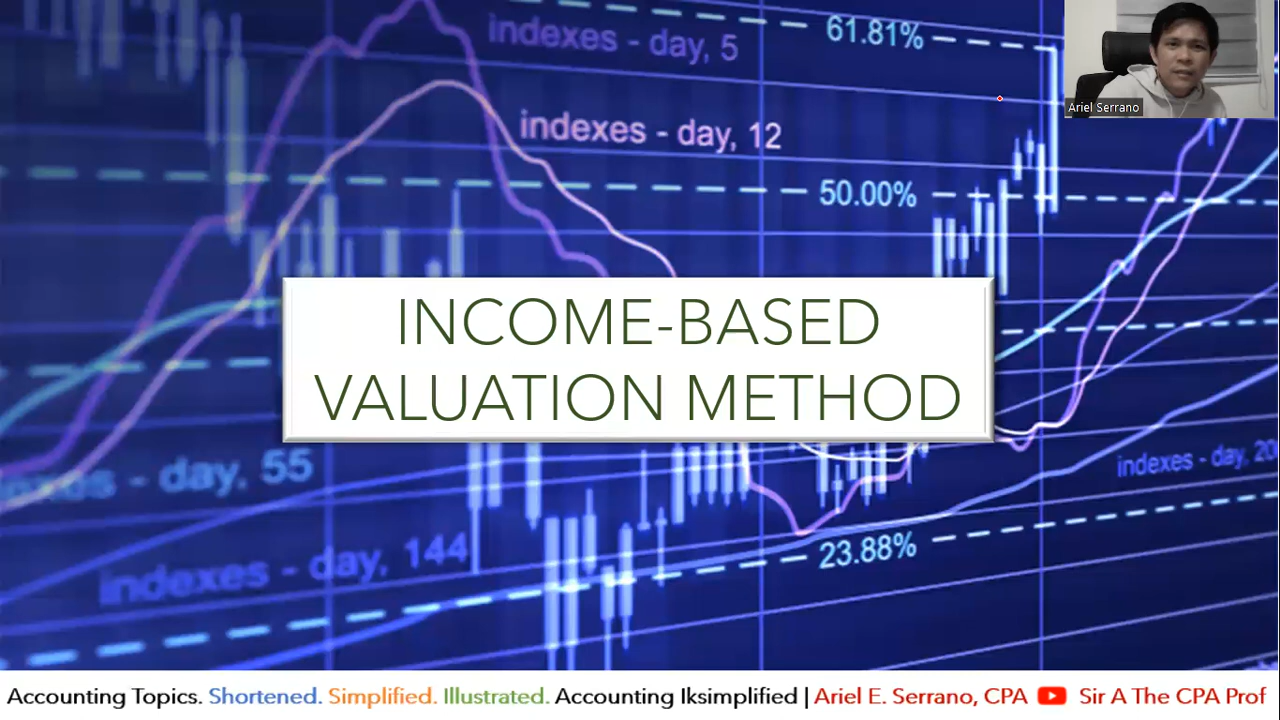 indexes - day, 5
61.81%
Ariel Serrano
indexes - day, 12
50.00%
INCOME-BASED
VALUATION METHOD
indexes - day, 55
indexes - day, 144
23.88%
indexes - day, 20
Accounting Topics. Shortened. Simplified. Illustrated. Accounting Iksimplified | Ariel E. Serrano, CPA Sir A The CPA Prof